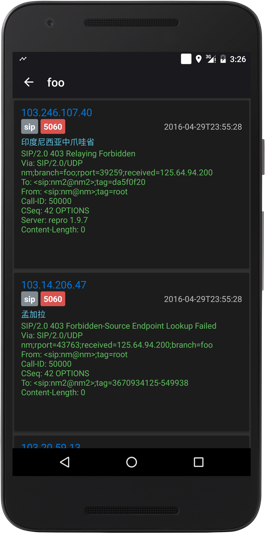 3:26
foo
103.246.107.40
sip 5060 2016-04-29T23:55:28
印度尼西亚中爪哇省
SIP/2.0 403 Relaying Forbidden
Via: SIP/2.0/UDP
nm;branch=foo;rport=39259;received=125.64.94.200
To: <sip:nm2@nm2>;tag=da5f0f20
From: <sip:nm@nm>;tag=root
Call-ID: 50000
CSeq: 42 OPTIONS
Server: repro 1.9.7
Content-Length: 0
103.14.206.47
sip 5060 2016-04-29T23:55:28
孟加拉
SIP/2.0 403 Forbidden-Source Endpoint Lookup Failed
Via: SIP/2.0/UDP
nm;rport=43763;received=125.64.94.200;branch=foo
From: <sip:nm@nm>;tag=root
Call-ID: 50000
CSeq: 42 OPTIONS
To: <sip:nm2@nm2>;tag=3670934125-549938
Content-Length: 0
103.20.59.13